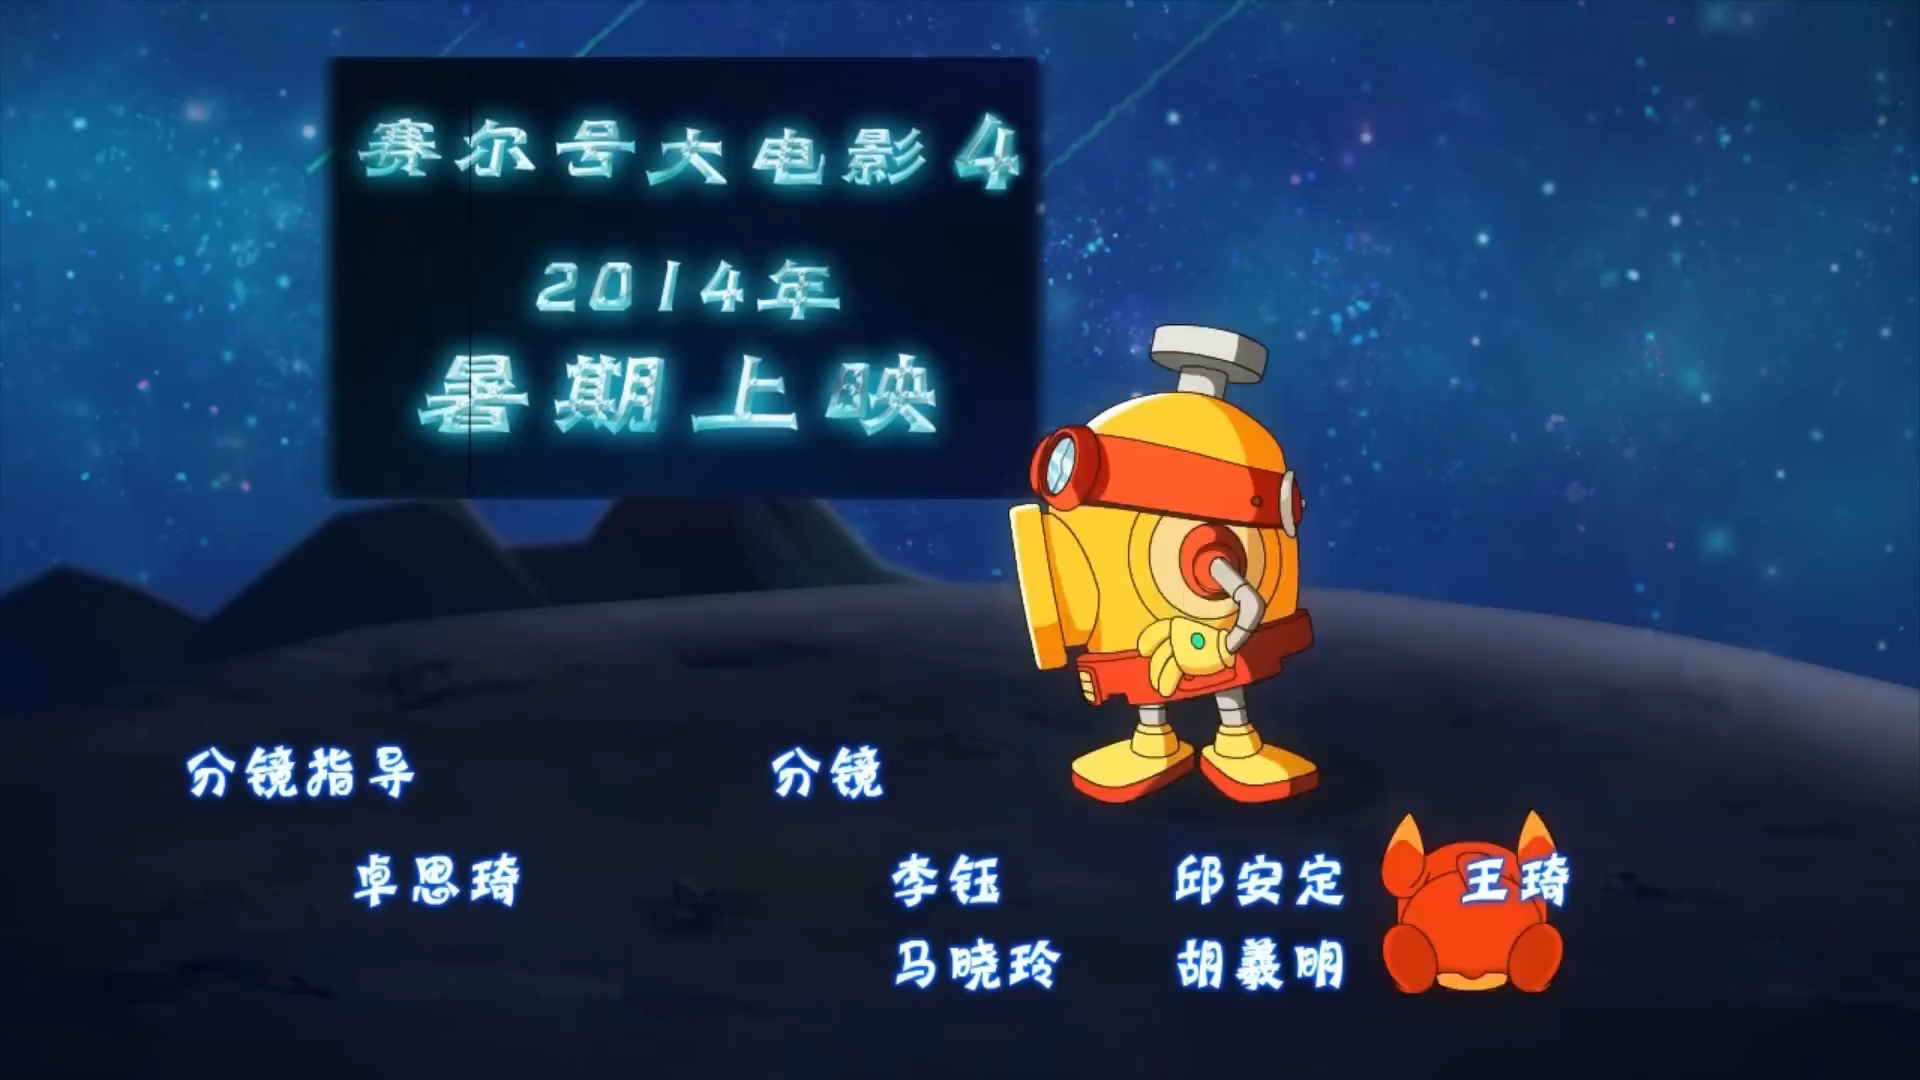 赛尔号大电影4
2014年
暑期上映
分镜指导 分镜
卓思琦 李钰 邱安定 王琦
马晓玲 胡羲明